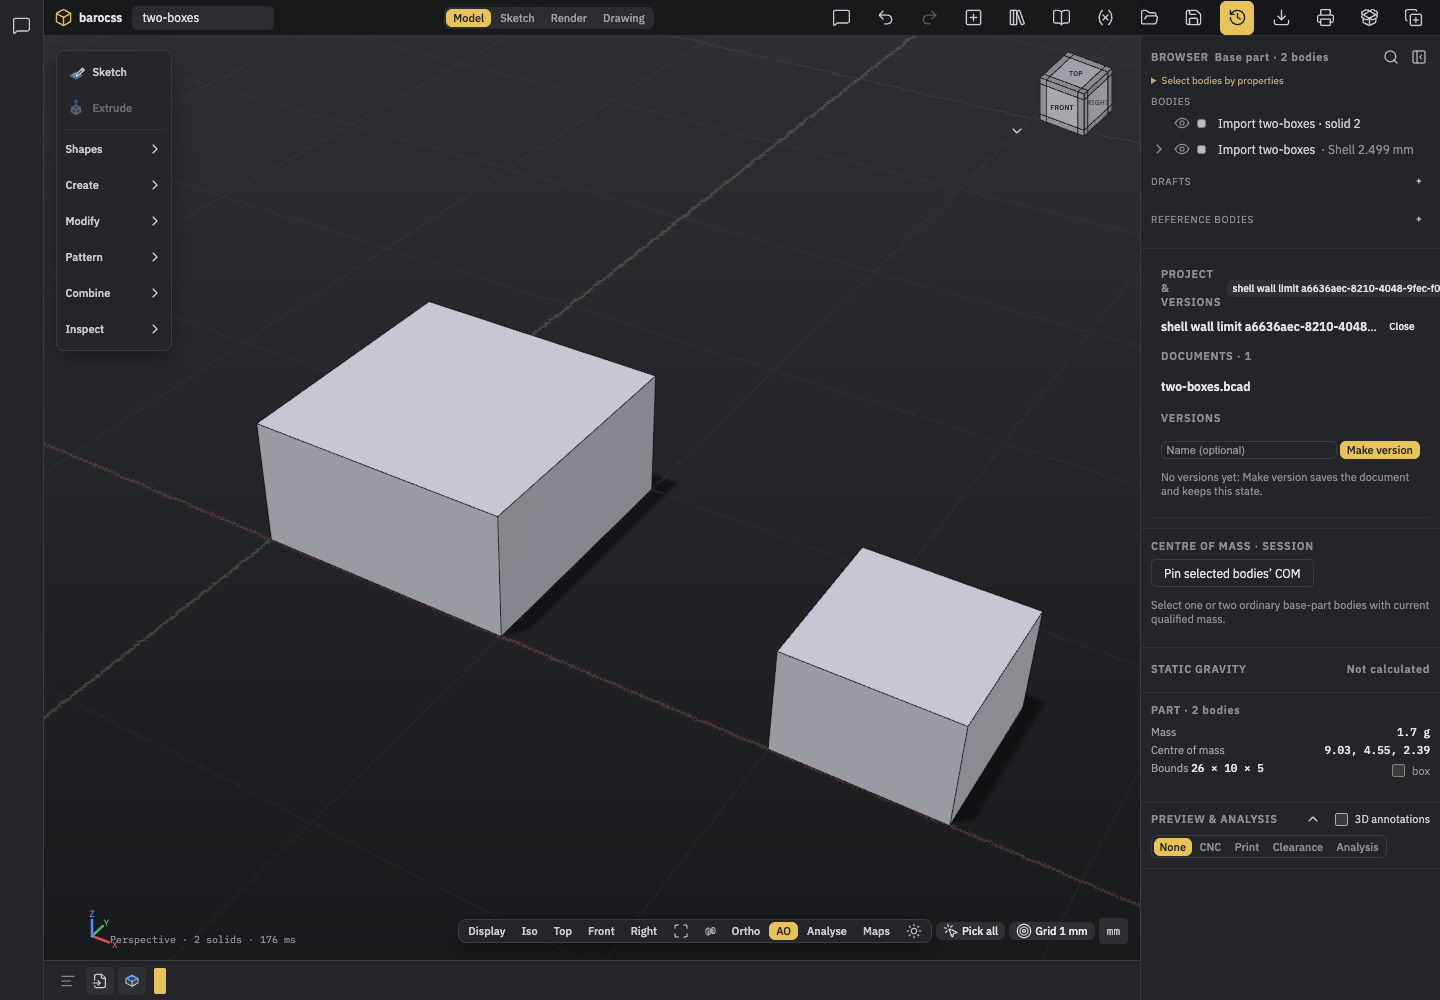 barocss
two-boxes
Model Sketch Render Drawing
Sketch
Extrude
Shapes
Create
Modify
Pattern
Combine
Inspect
TOP
FRONT
RIGHT
BROWSER Base part · 2 bodies
Select bodies by properties
BODIES
Import two-boxes · solid 2
Import two-boxes · Shell 2.499 mm
DRAFTS +
REFERENCE BODIES +
PROJECT
&
VERSIONS
shell wall limit a6636aec-8210-4048-9fec-f0
shell wall limit a6636aec-8210-4048... Close
DOCUMENTS · 1
two-boxes.bcad
VERSIONS
Name (optional) Make version
No versions yet: Make version saves the document
and keeps this state.
CENTRE OF MASS · SESSION
Pin selected bodies’ COM
Select one or two ordinary base-part bodies with current
qualified mass.
STATIC GRAVITY Not calculated
PART · 2 bodies
Mass 1.7 g
Centre of mass 9.03, 4.55, 2.39
Bounds 26 × 10 × 5 box
PREVIEW & ANALYSIS 3D annotations
None CNC Print Clearance Analysis
Z
Y
X
Perspective · 2 solids · 176 ms
Display Iso Top Front Right Ortho AO Analyse Maps Pick all Grid 1 mm mm